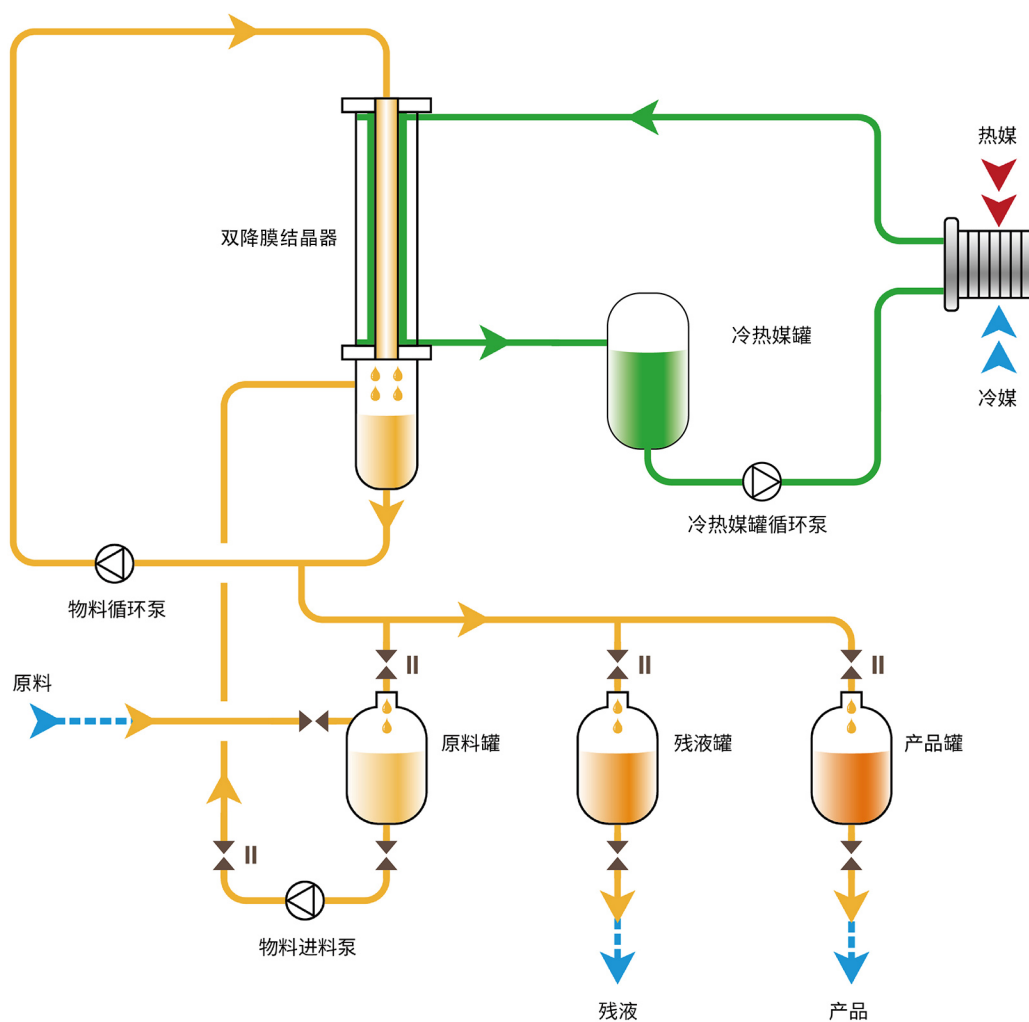 热媒
双降膜结晶器
冷热媒罐
冷媒
冷热媒罐循环泵
物料循环泵
原料
原料罐
残液罐
产品罐
物料进料泵
残液
产品